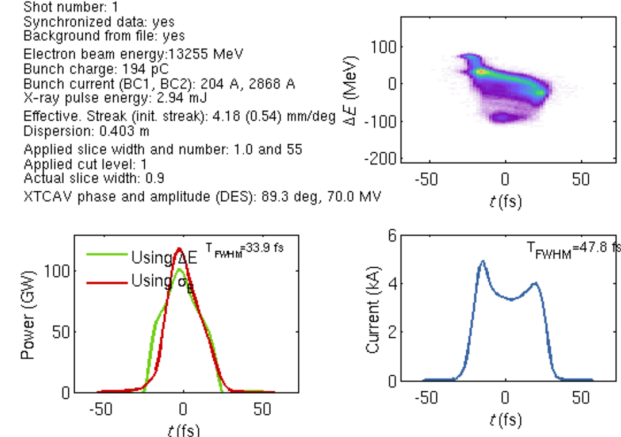 Shot number: 1
Synchronized data: yes
Background from file: yes
Electron beam energy:13255 MeV
Bunch charge: 194 pC
Bunch current (BC1, BC2): 204 A, 2868 A
X-ray pulse energy: 2.94 mJ
Effective. Streak (init. streak): 4.18 (0.54) mm/deg
Dispersion: 0.403 m
Applied slice width and number: 1.0 and 55
Applied cut level: 1
Actual slice width: 0.9
XTCAV phase and amplitude (DES): 89.3 deg, 70.0 MV
ΔE (MeV)
100
0
-100
-200
-50 0 50
t (fs)
Power (GW)
100
50
0
Using ΔE
Using σE
TFWHM=33.9 fs
-50 0 50
t (fs)
Current (kA)
6
4
2
0
TFWHM=47.8 fs
-50 0 50
t (fs)